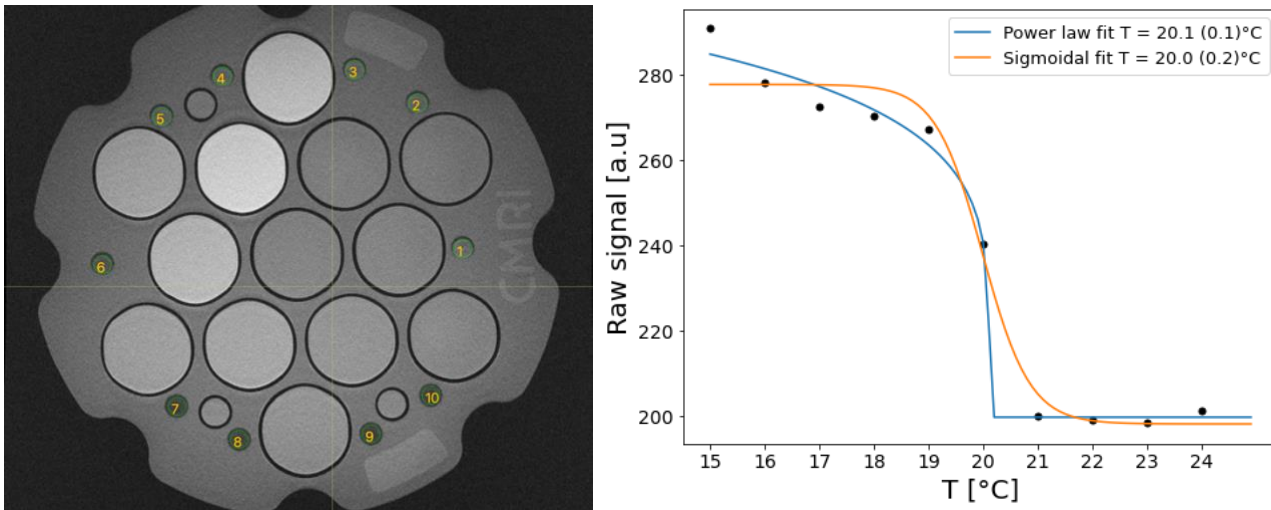 4
3
2
5
1
6
CMRI
7
10
8
9
Power law fit T = 20.1 (0.1)°C
Sigmoidal fit T = 20.0 (0.2)°C
Raw signal [a.u]
280
260
240
220
200
15 16 17 18 19 20 21 22 23 24
T [°C]